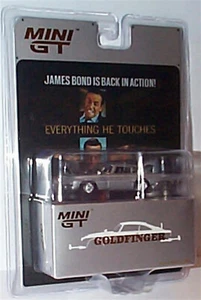 MINI
GT
JAMES BOND IS BACK IN ACTION!
EVERYTHING HE TOUCHES
MINI
GT
GOLDFINGER